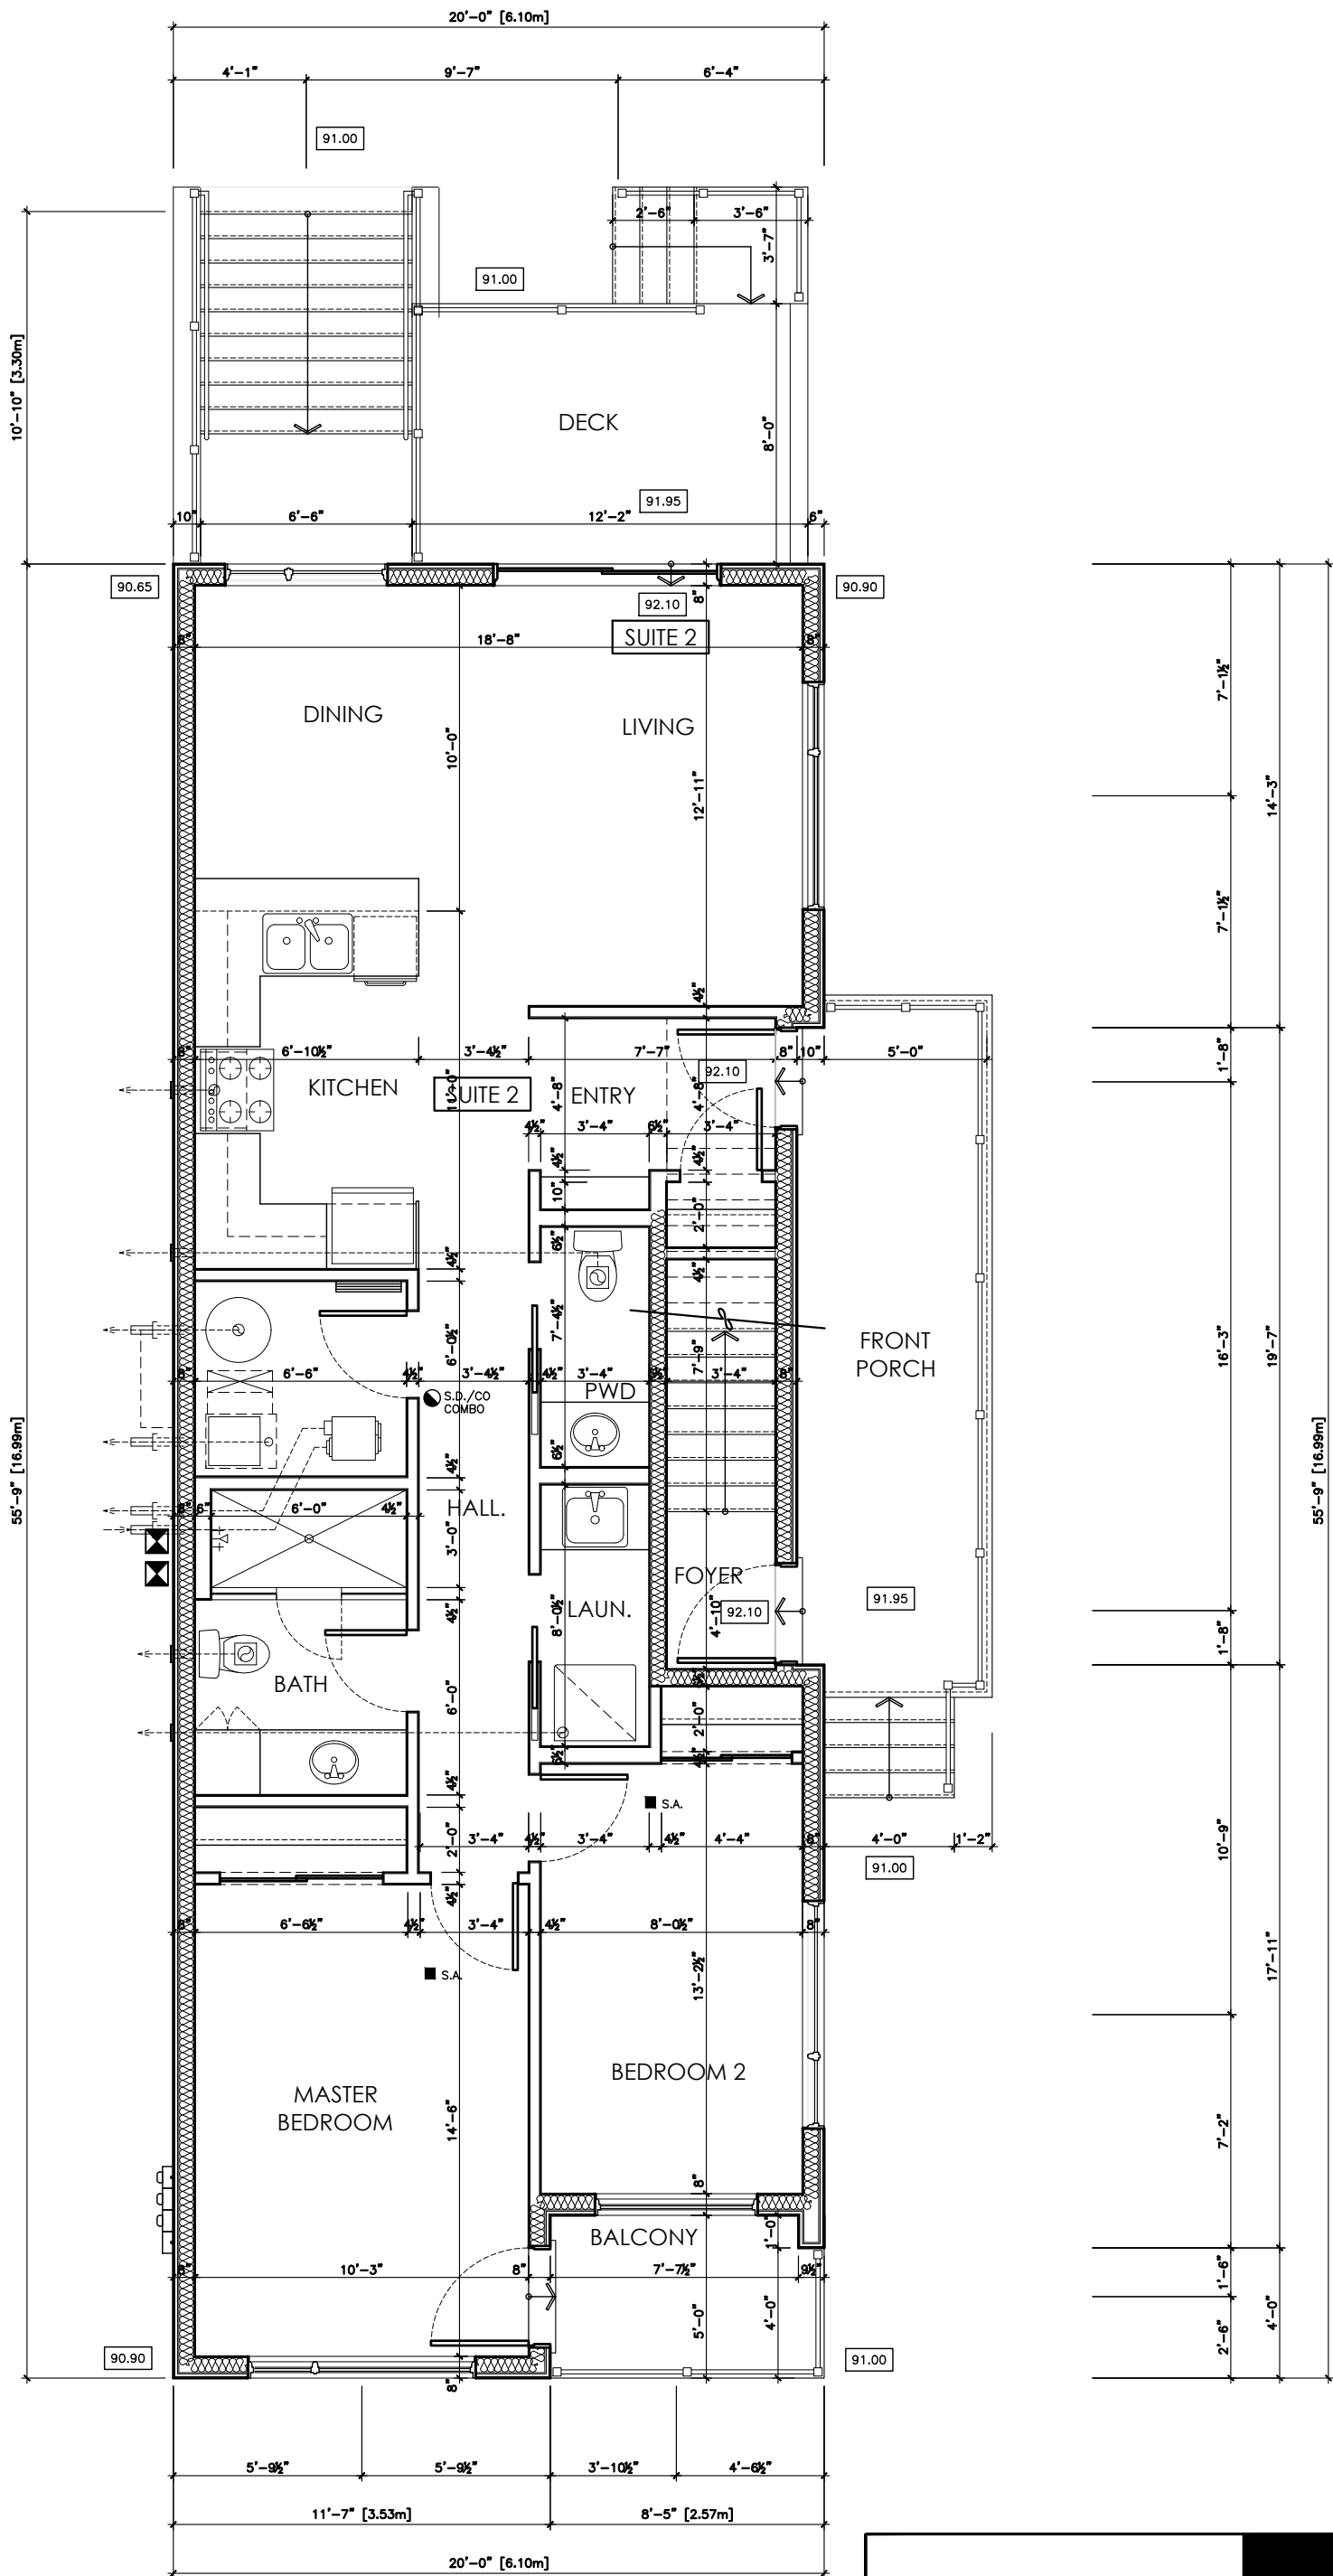 20'-0" [6.10m]
4'-1" 9'-7" 6'-4"
91.00
2'-6" 3'-6"
3'-7"
91.00
10'-10" [3.30m]
DECK
8'-0"
91.95
10" 6'-6" 12'-2" 6"
90.65 90.90
8"
92.10
SUITE 2
8" 18'-8" 8"
7'-1½"
DINING LIVING
10'-0" 12'-11" 14'-3"
7'-1½"
4½"
8" 6'-10½" 3'-4½" 7'-7" 8" 10" 5'-0"
1'-8"
92.10
KITCHEN SUITE 2 ENTRY
11'-0" 4'-8" 4'-8"
4½" 3'-4" 6½" 3'-4"
4½" 4½"
10" 2'-0"
6½"
4½" 4½"
7'-4½" 7'-9"
6'-0½"
FRONT
PORCH
16'-3" 19'-7"
8" 6'-6" 4½" 3'-4½" 4½" 3'-4" 6½" 3'-4" 8"
PWD
S.D./CO
COMBO
4½" 6½"
55'-9" [16.99m] 55'-9" [16.99m]
8" 6" 6'-0" 4½"
HALL.
3'-0"
FOYER
4½" 8'-0½" LAUN. 4'-10" 92.10 91.95
1'-8"
BATH
6'-0" 6½"
2'-0"
4½" 6½" 4½"
S.A.
2'-0" 3'-4" 4½" 3'-4" 4½" 4'-4" 8" 4'-0" 1'-2"
91.00
10'-9"
4½"
8" 6'-6½" 4½" 3'-4" 4½" 8'-0½" 8"
S.A.
13'-2½" 17'-11"
BEDROOM 2
MASTER
BEDROOM
14'-6" 7'-2"
8"
BALCONY
1'-0"
8" 10'-3" 8" 7'-7½" 9½"
1'-6"
5'-0" 4'-0" 4'-0"
2'-6"
90.90 91.00
8"
5'-9½" 5'-9½" 3'-10½" 4'-6½"
11'-7" [3.53m] 8'-5" [2.57m]
20'-0" [6.10m]